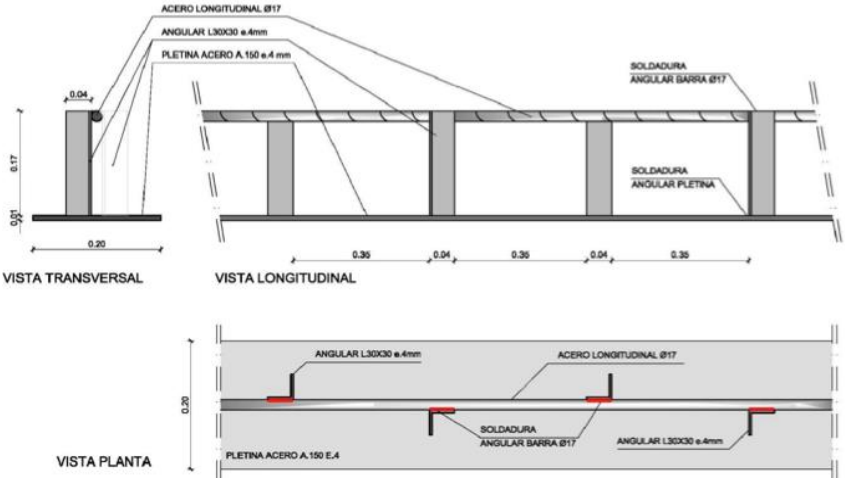 ACERO LONGITUDINAL Ø17
ANGULAR L30X30 e.4mm
PLETINA ACERO A.150 e.4 mm
0.04
0.17
0.01
0.20
VISTA TRANSVERSAL
SOLDADURA
ANGULAR BARRA Ø17
SOLDADURA
ANGULAR PLETINA
0.35 0.04 0.35 0.04 0.35
VISTA LONGITUDINAL
ANGULAR L30X30 e.4mm
ACERO LONGITUDINAL Ø17
0.20
SOLDADURA
ANGULAR BARRA Ø17
ANGULAR L30X30 e.4mm
PLETINA ACERO A.150 E.4
VISTA PLANTA